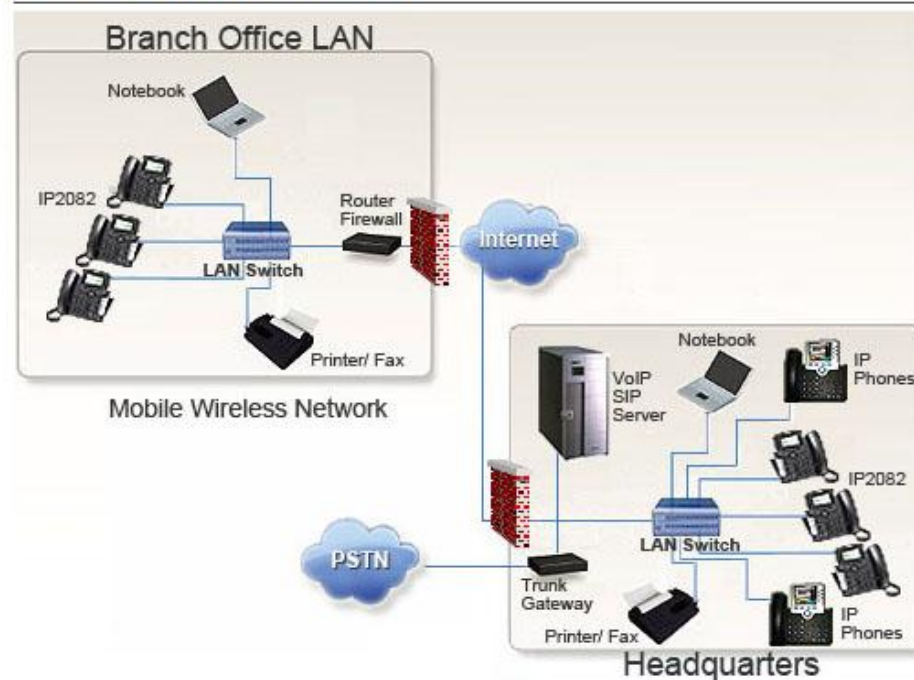 Branch Office LAN
Notebook
IP2082
Router
Firewall
Internet
LAN Switch
Printer/ Fax
Mobile Wireless Network
Notebook
IP
Phones
VoIP
SIP
Server
IP2082
LAN Switch
PSTN
Trunk
Gateway
Printer/ Fax
IP
Phones
Headquarters